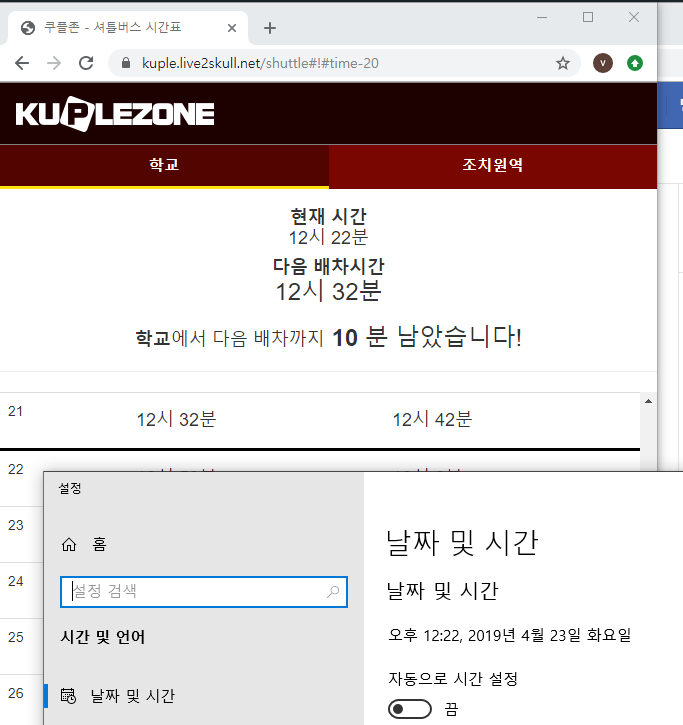 쿠플존 - 셔틀버스 시간표
kuple.live2skull.net/shuttle#!#time-20
V
KUPLEZONE
학교 조치원역
현재 시간
12시 22분
다음 배차시간
12시 32분
학교에서 다음 배차까지 10 분 남았습니다!
21 12시 32분 12시 42분
22
23
24
25
26
설정
홈
설정 검색
시간 및 언어
날짜 및 시간
날짜 및 시간
날짜 및 시간
오후 12:22, 2019년 4월 23일 화요일
자동으로 시간 설정
끔